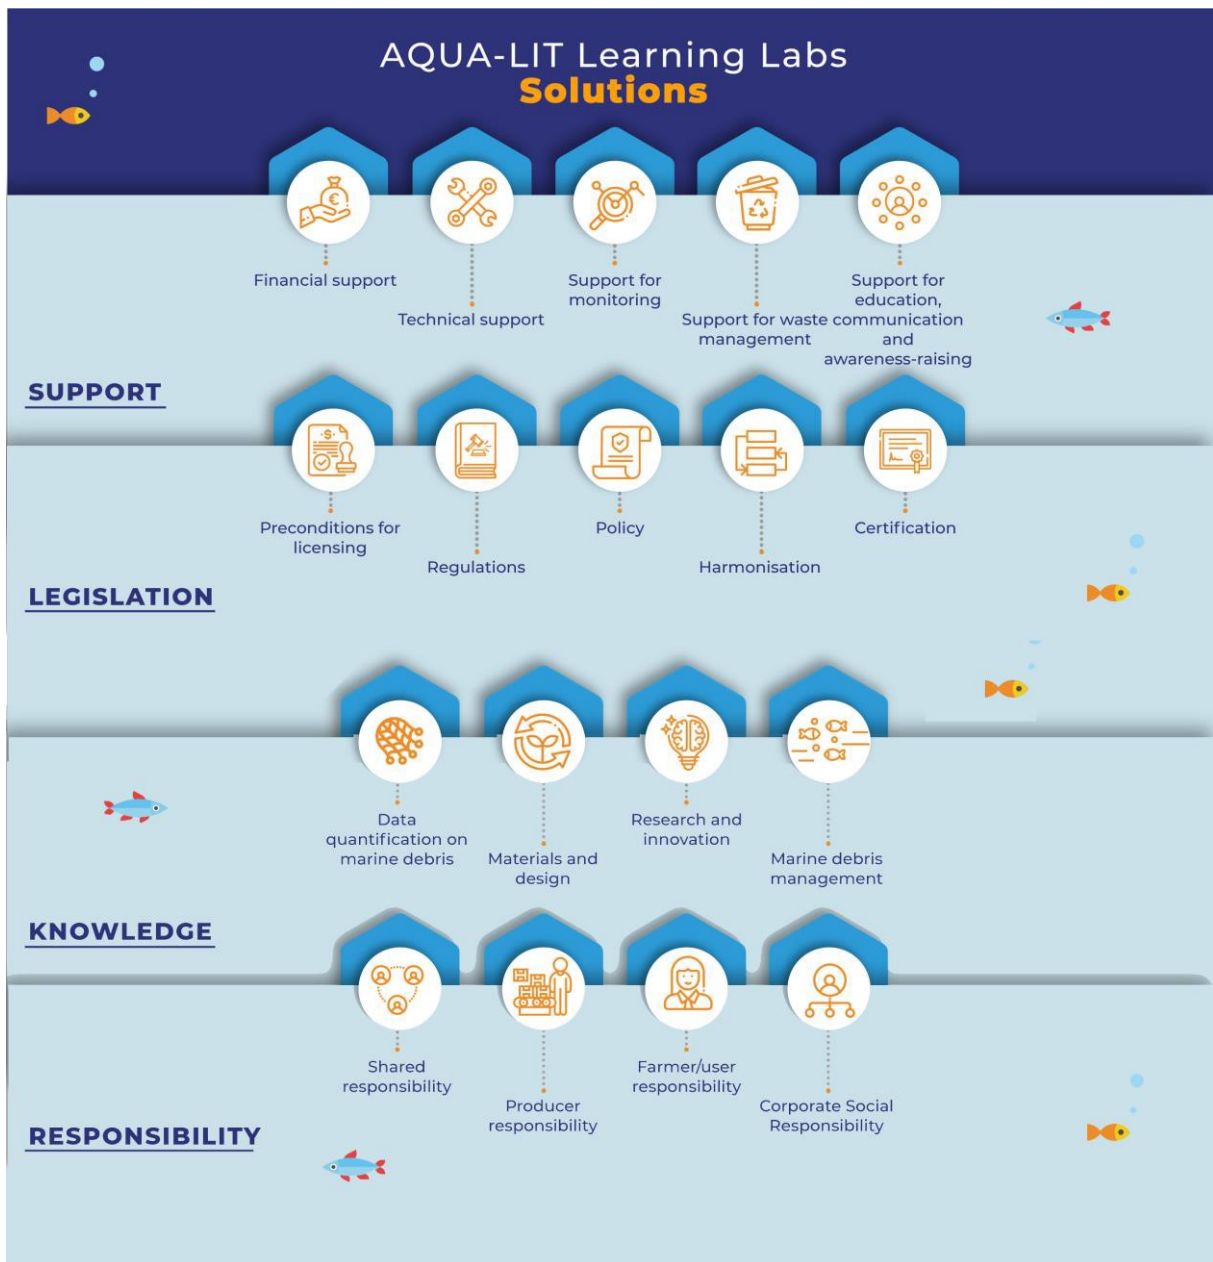 AQUA-LIT Learning Labs
Solutions
Financial support
Technical support
Support for
monitoring
Support for waste
management
Support for
education,
communication
and
awareness-raising
SUPPORT
Preconditions for
licensing
Regulations
Policy
Harmonisation
Certification
LEGISLATION
Data
quantification on
marine debris
Materials and
design
Research and
innovation
Marine debris
management
KNOWLEDGE
Shared
responsibility
Producer
responsibility
Farmer/user
responsibility
Corporate Social
Responsibility
RESPONSIBILITY